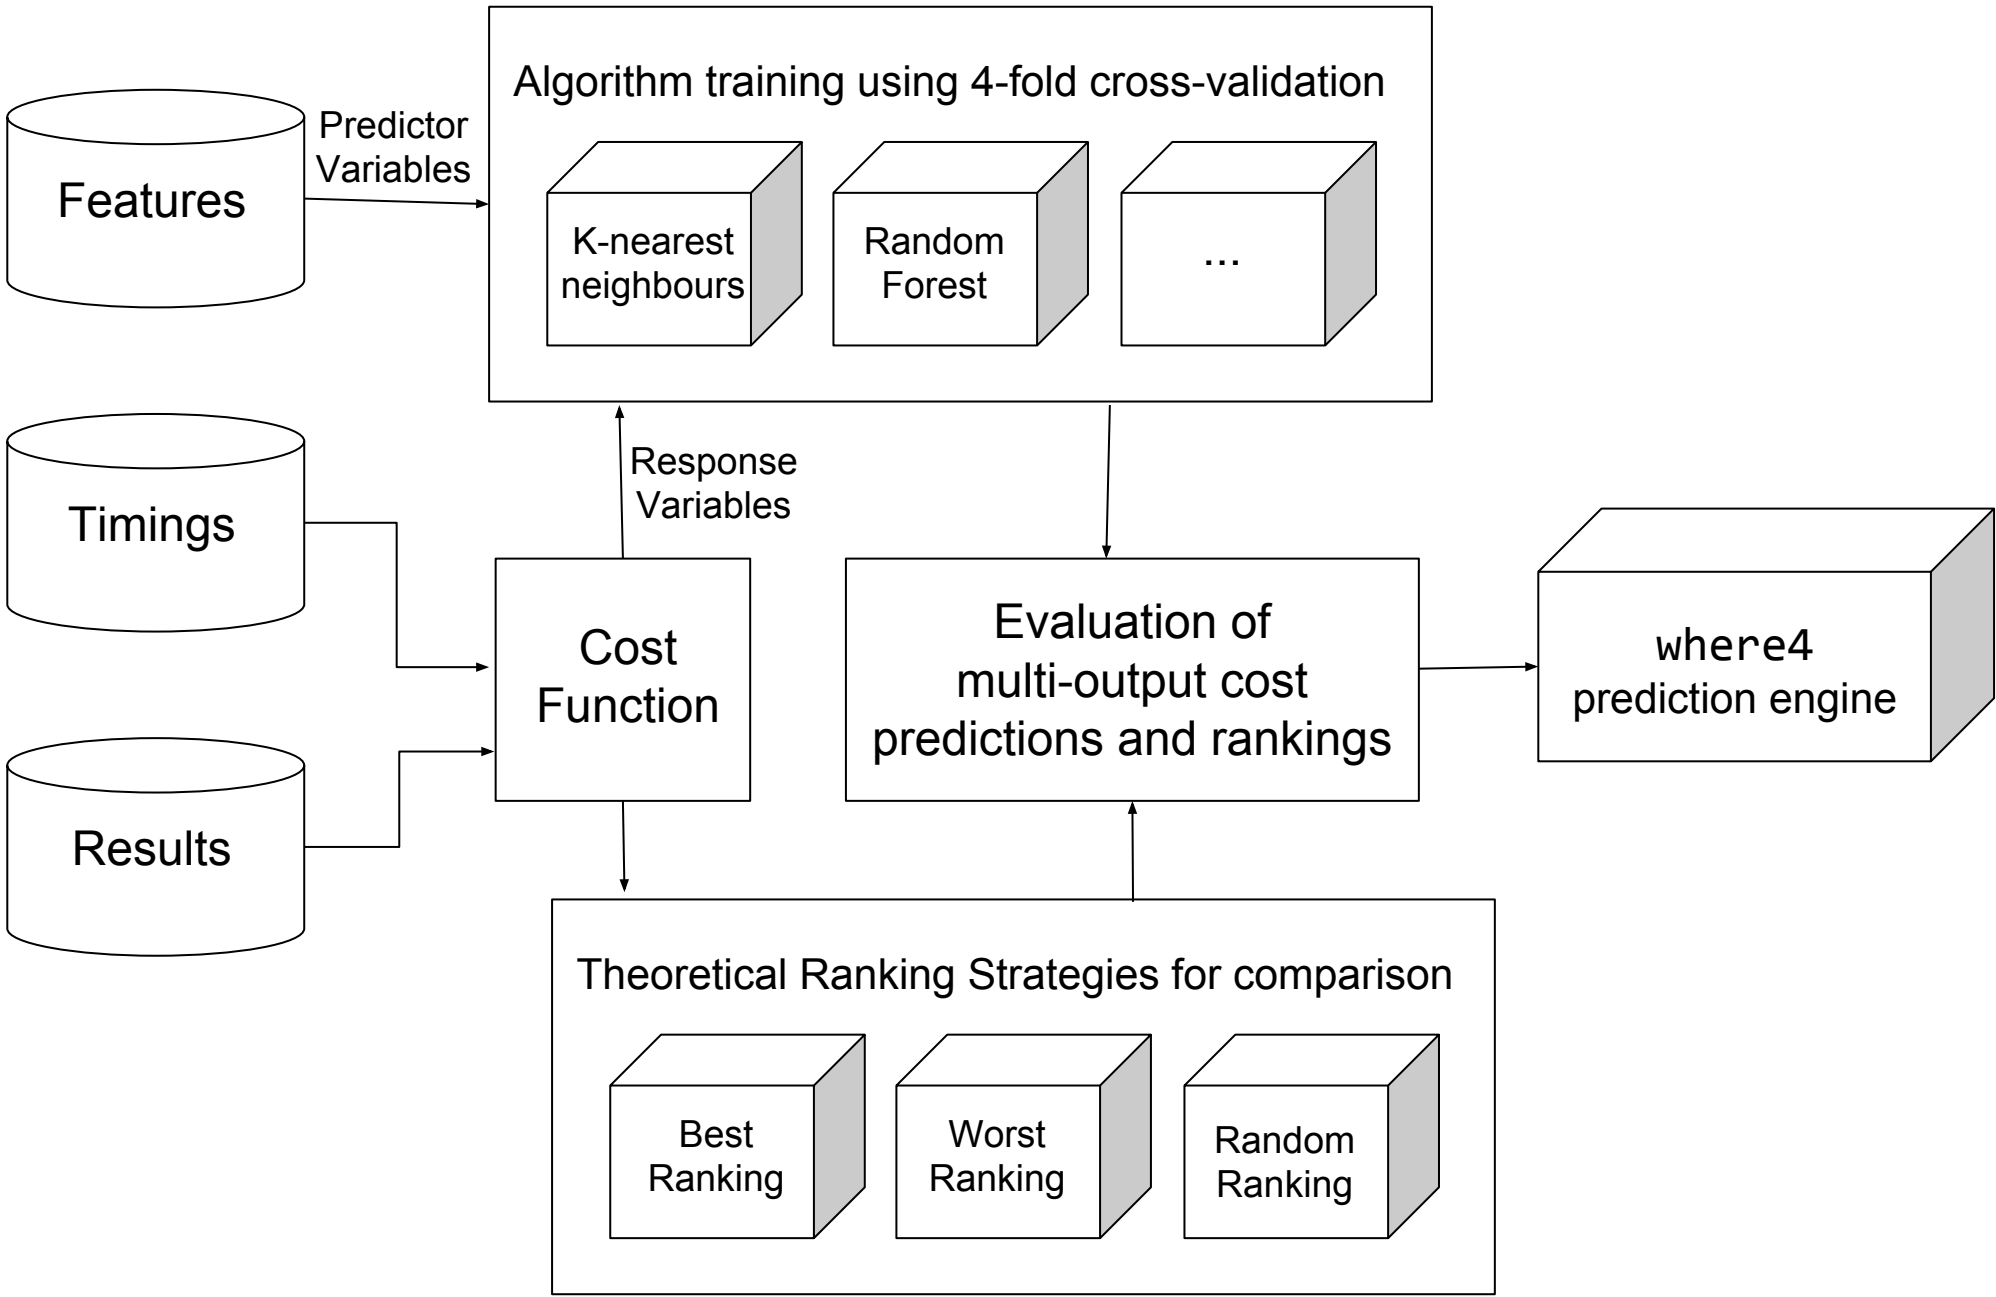 Algorithm training using 4-fold cross-validation
Predictor
Variables
Features
K-nearest
neighbours
Random
Forest
...
Response
Variables
Timings
Cost
Function
Evaluation of
multi-output cost
predictions and rankings
where4
prediction engine
Results
Theoretical Ranking Strategies for comparison
Best
Ranking
Worst
Ranking
Random
Ranking